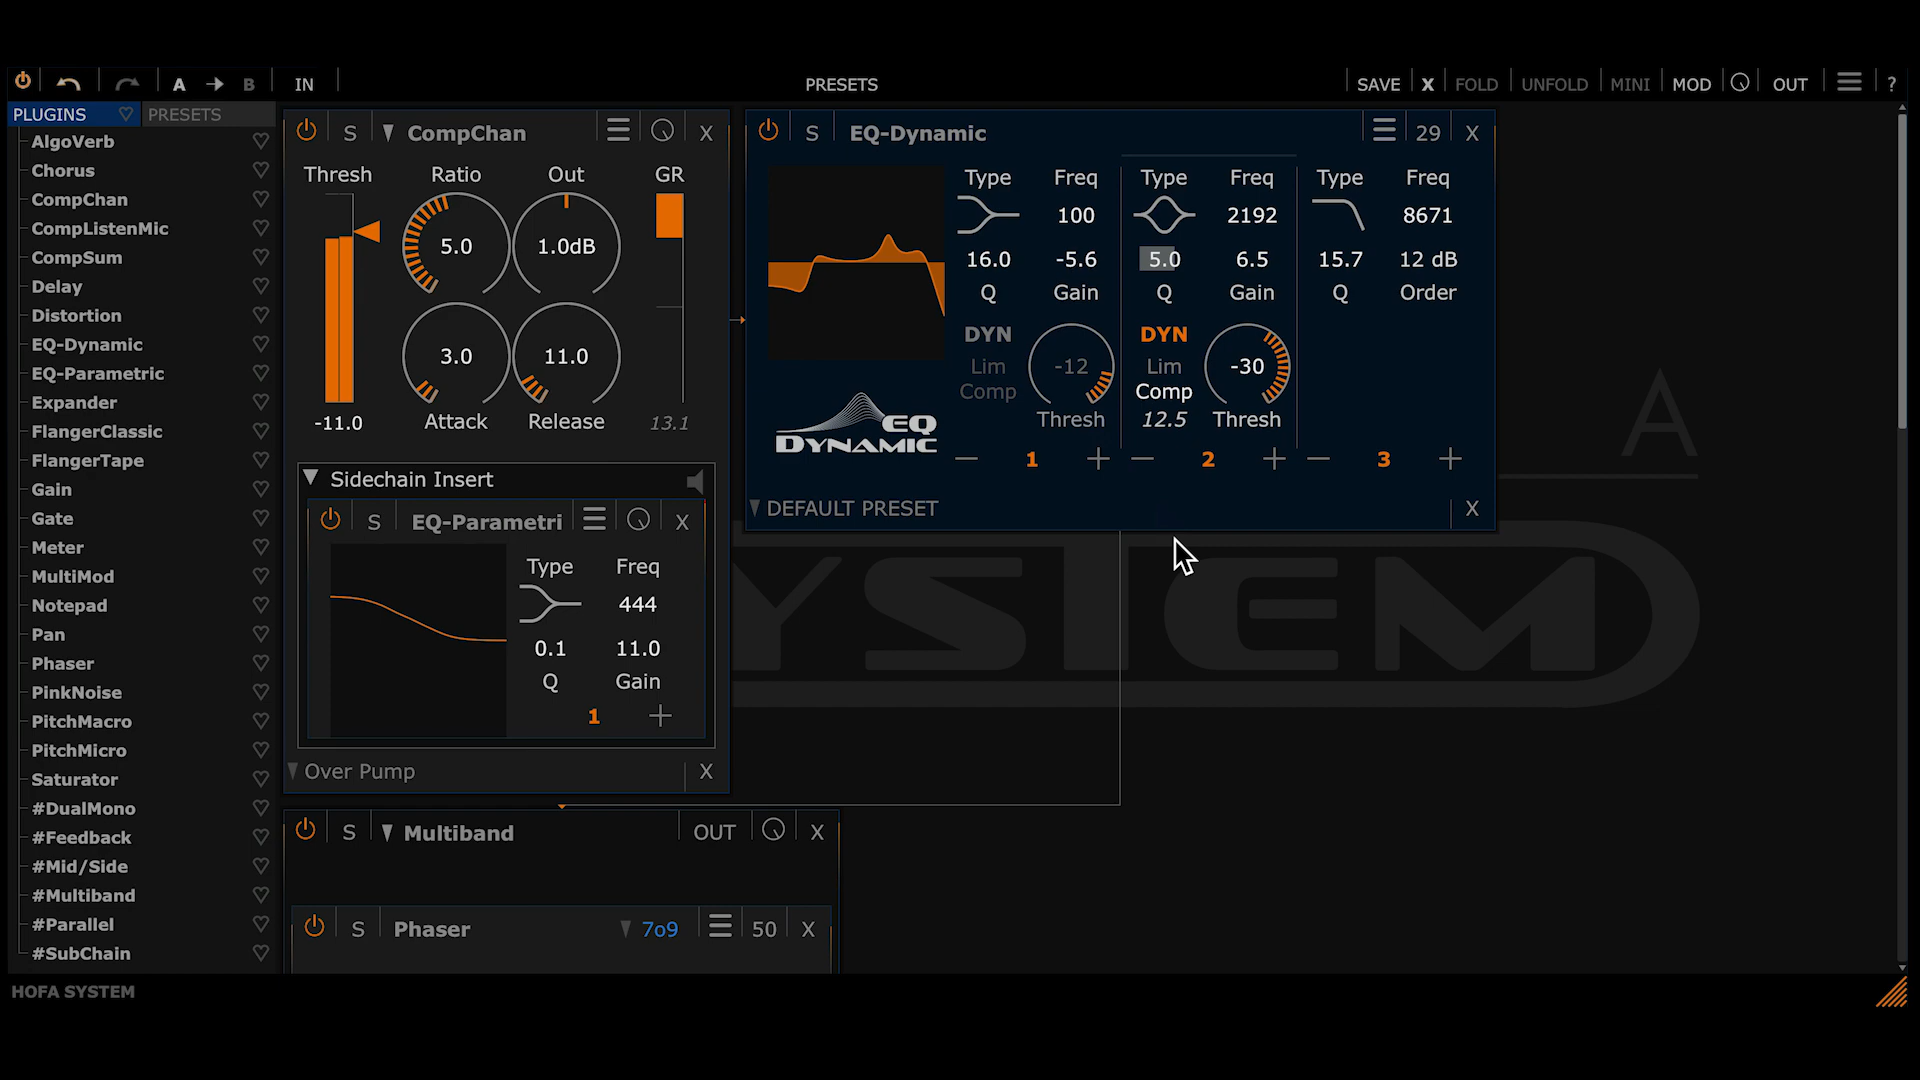 A B IN PRESETS SAVE X FOLD UNFOLD MINI MOD OUT ?
PLUGINS PRESETS
AlgoVerb
Chorus
CompChan
CompListenMic
CompSum
Delay
Distortion
EQ-Dynamic
EQ-Parametric
Expander
FlangerClassic
FlangerTape
Gain
Gate
Meter
MultiMod
Notepad
Pan
Phaser
PinkNoise
PitchMacro
PitchMicro
Saturator
#DualMono
#Feedback
#Mid/Side
#Multiband
#Parallel
#SubChain
HOFA SYSTEM
S CompChan X
Thresh Ratio Out GR
5.0 1.0dB
3.0 11.0
-11.0 Attack Release 13.1
Sidechain Insert
S EQ-Parametri X
Type Freq
444
0.1 11.0
Q Gain
1
Over Pump X
S EQ-Dynamic 29 X
Type Freq Type Freq Type Freq
100 2192 8671
16.0 -5.6 5.0 6.5 15.7 12 dB
Q Gain Q Gain Q Order
DYN DYN
Lim -12 Lim -30
Comp Comp
Thresh 12.5 Thresh
EQ
DYNAMIC
1 2 3
DEFAULT PRESET X
A
YSTEM
S Multiband OUT X
S Phaser 7o9 50 X